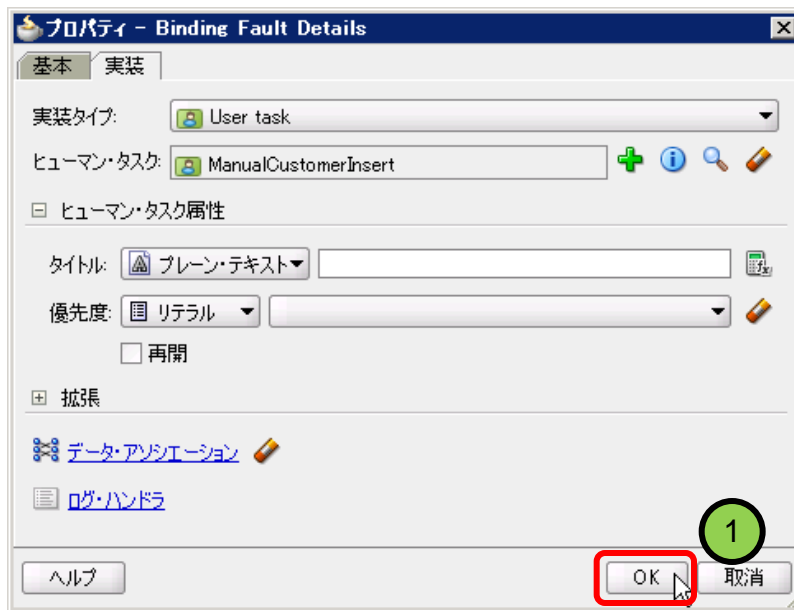 プロパティ - Binding Fault Details
基本 実装
実装タイプ: User task
ヒューマン・タスク: ManualCustomerInsert
ヒューマン・タスク属性
タイトル: プレーン・テキスト
優先度: リテラル
再開
拡張
データ・アソシエーション
ログ・ハンドラ
1
ヘルプ OK 取消